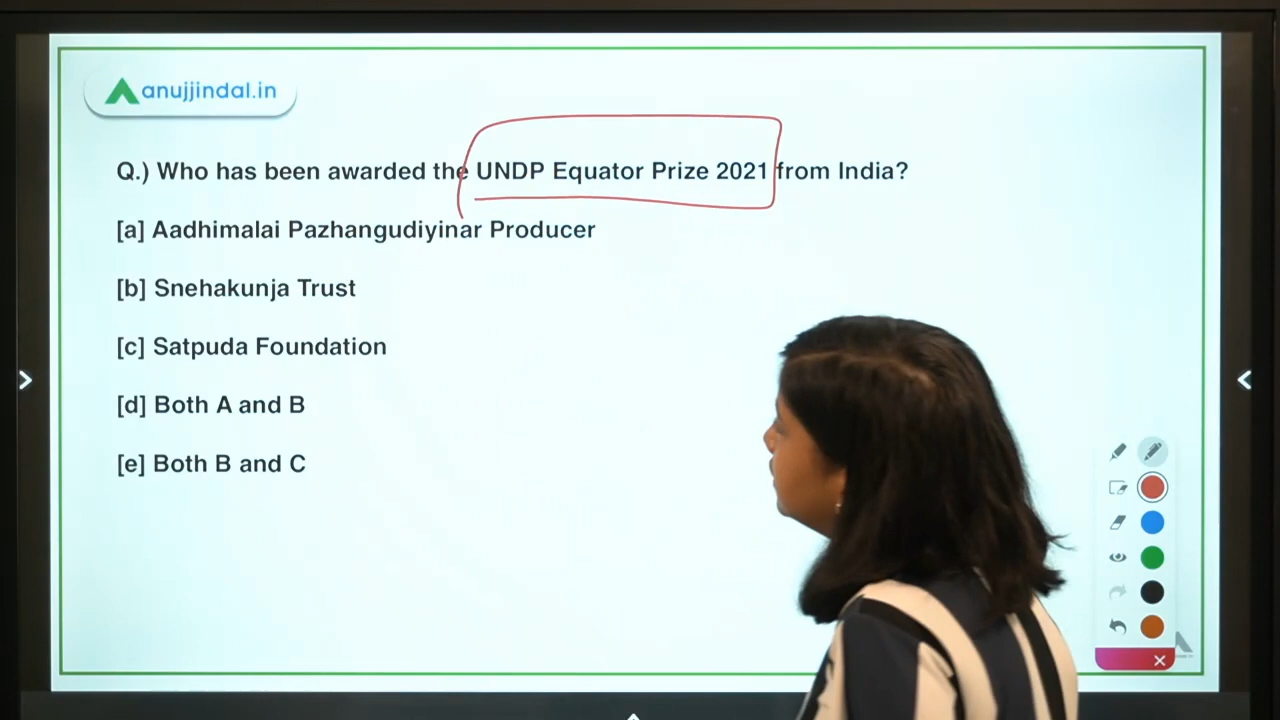 anujjindal.in
Q.) Who has been awarded the UNDP Equator Prize 2021 from India?
[a] Aadhimalai Pazhangudiyinar Producer
[b] Snehakunja Trust
[c] Satpuda Foundation
[d] Both A and B
[e] Both B and C